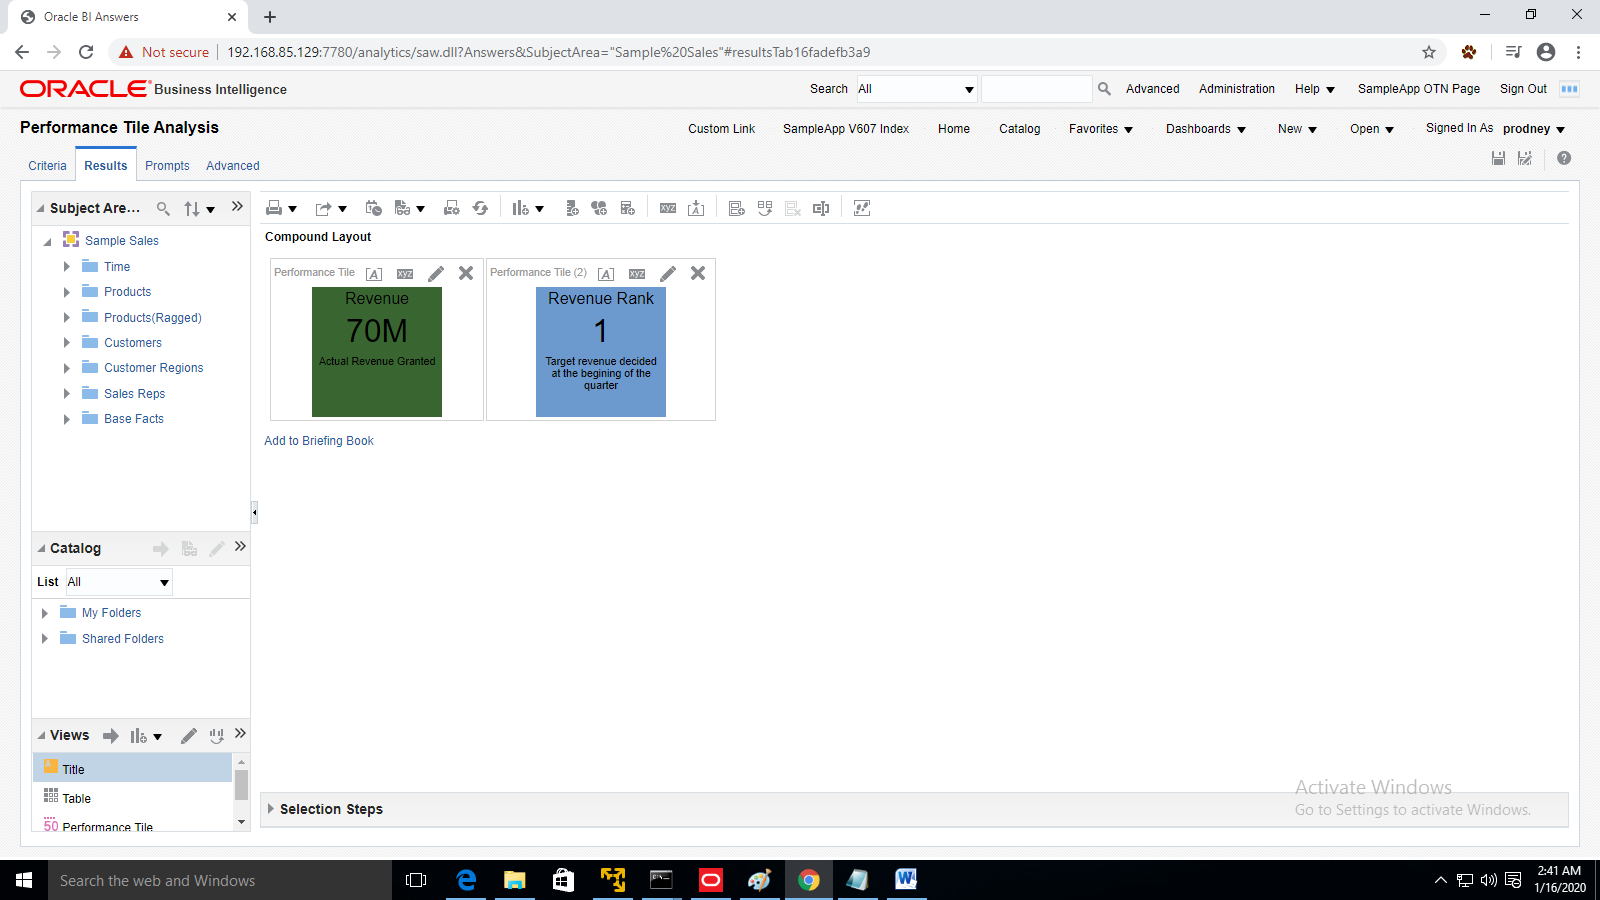 Oracle BI Answers
Not secure 192.168.85.129:7780/analytics/saw.dll?Answers&SubjectArea="Sample%20Sales"#resultsTab16fadefb3a9
ORACLE Business Intelligence
Search All Advanced Administration Help SampleApp OTN Page Sign Out
Performance Tile Analysis
Custom Link SampleApp V607 Index Home Catalog Favorites Dashboards New Open Signed In As prodney
Criteria Results Prompts Advanced
Subject Are...
Sample Sales
Time
Products
Products(Ragged)
Customers
Customer Regions
Sales Reps
Base Facts
Compound Layout
Performance Tile
Revenue
70M
Actual Revenue Granted
Performance Tile (2)
Revenue Rank
1
Target revenue decided
at the begining of the
quarter
Add to Briefing Book
Catalog
List All
My Folders
Shared Folders
Views
Title
Table
50 Performance Tile
Selection Steps
Activate Windows
Go to Settings to activate Windows.
Search the web and Windows
2:41 AM
1/16/2020